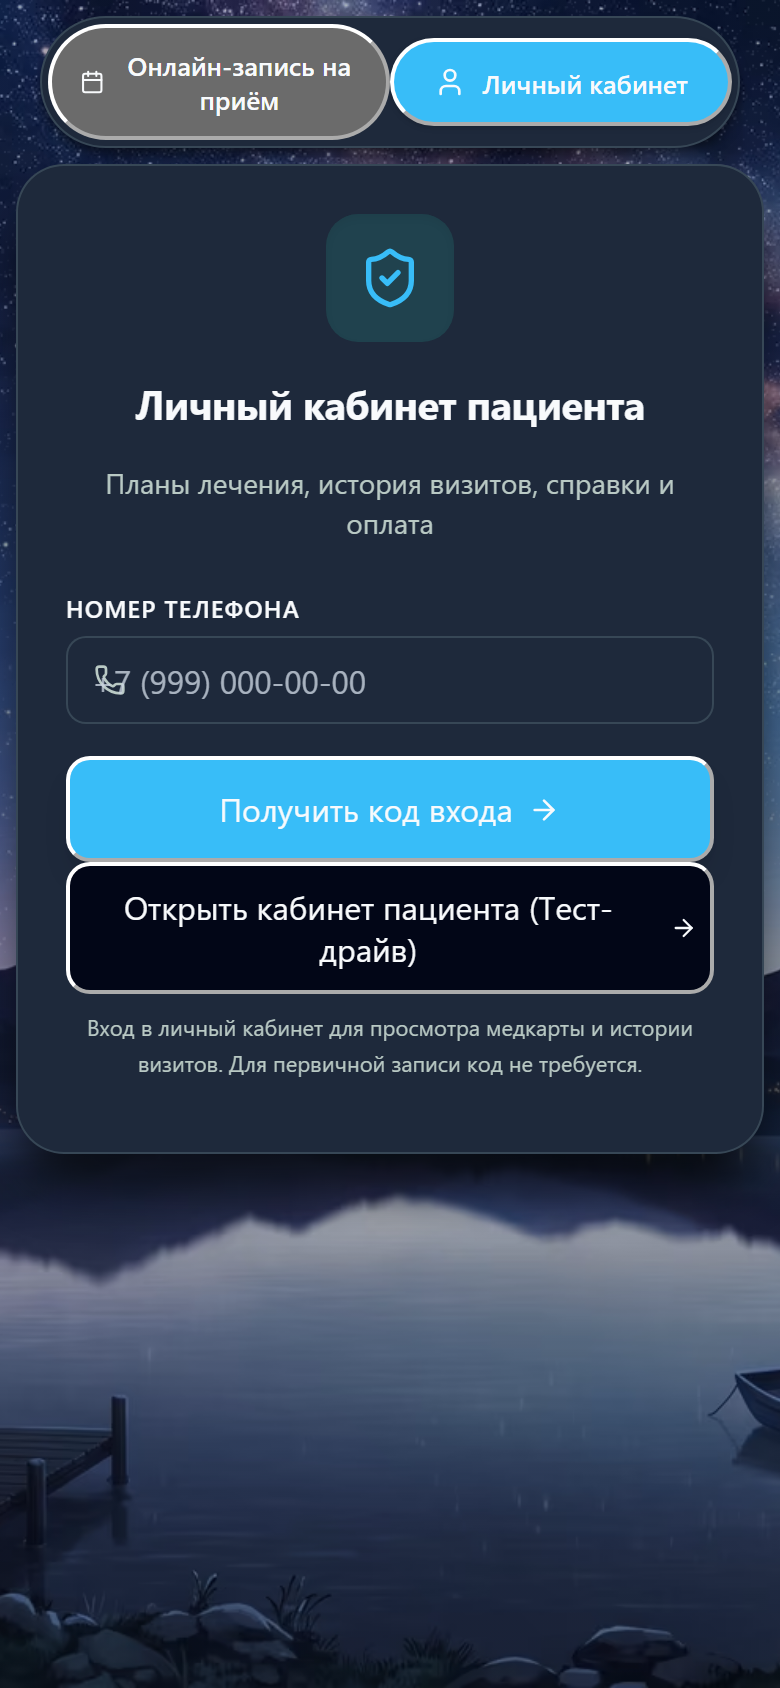 Онлайн-запись на
приём
Личный кабинет
Личный кабинет пациента
Планы лечения, история визитов, справки и
оплата
НОМЕР ТЕЛЕФОНА
+7 (999) 000-00-00
Получить код входа
Открыть кабинет пациента (Тест-
драйв)
Вход в личный кабинет для просмотра медкарты и истории
визитов. Для первичной записи код не требуется.